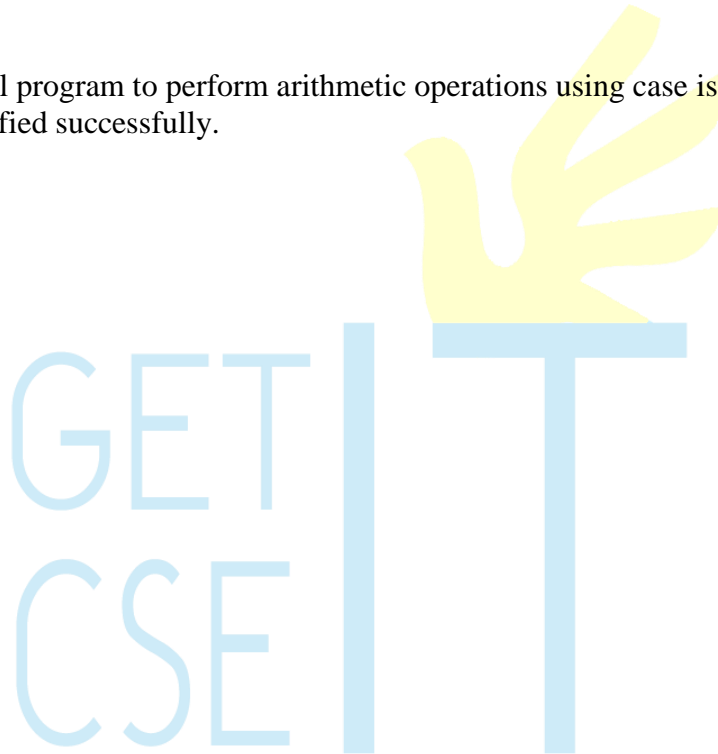 l program to perform arithmetic operations using case is
fied successfully.
GET
CSE
IT